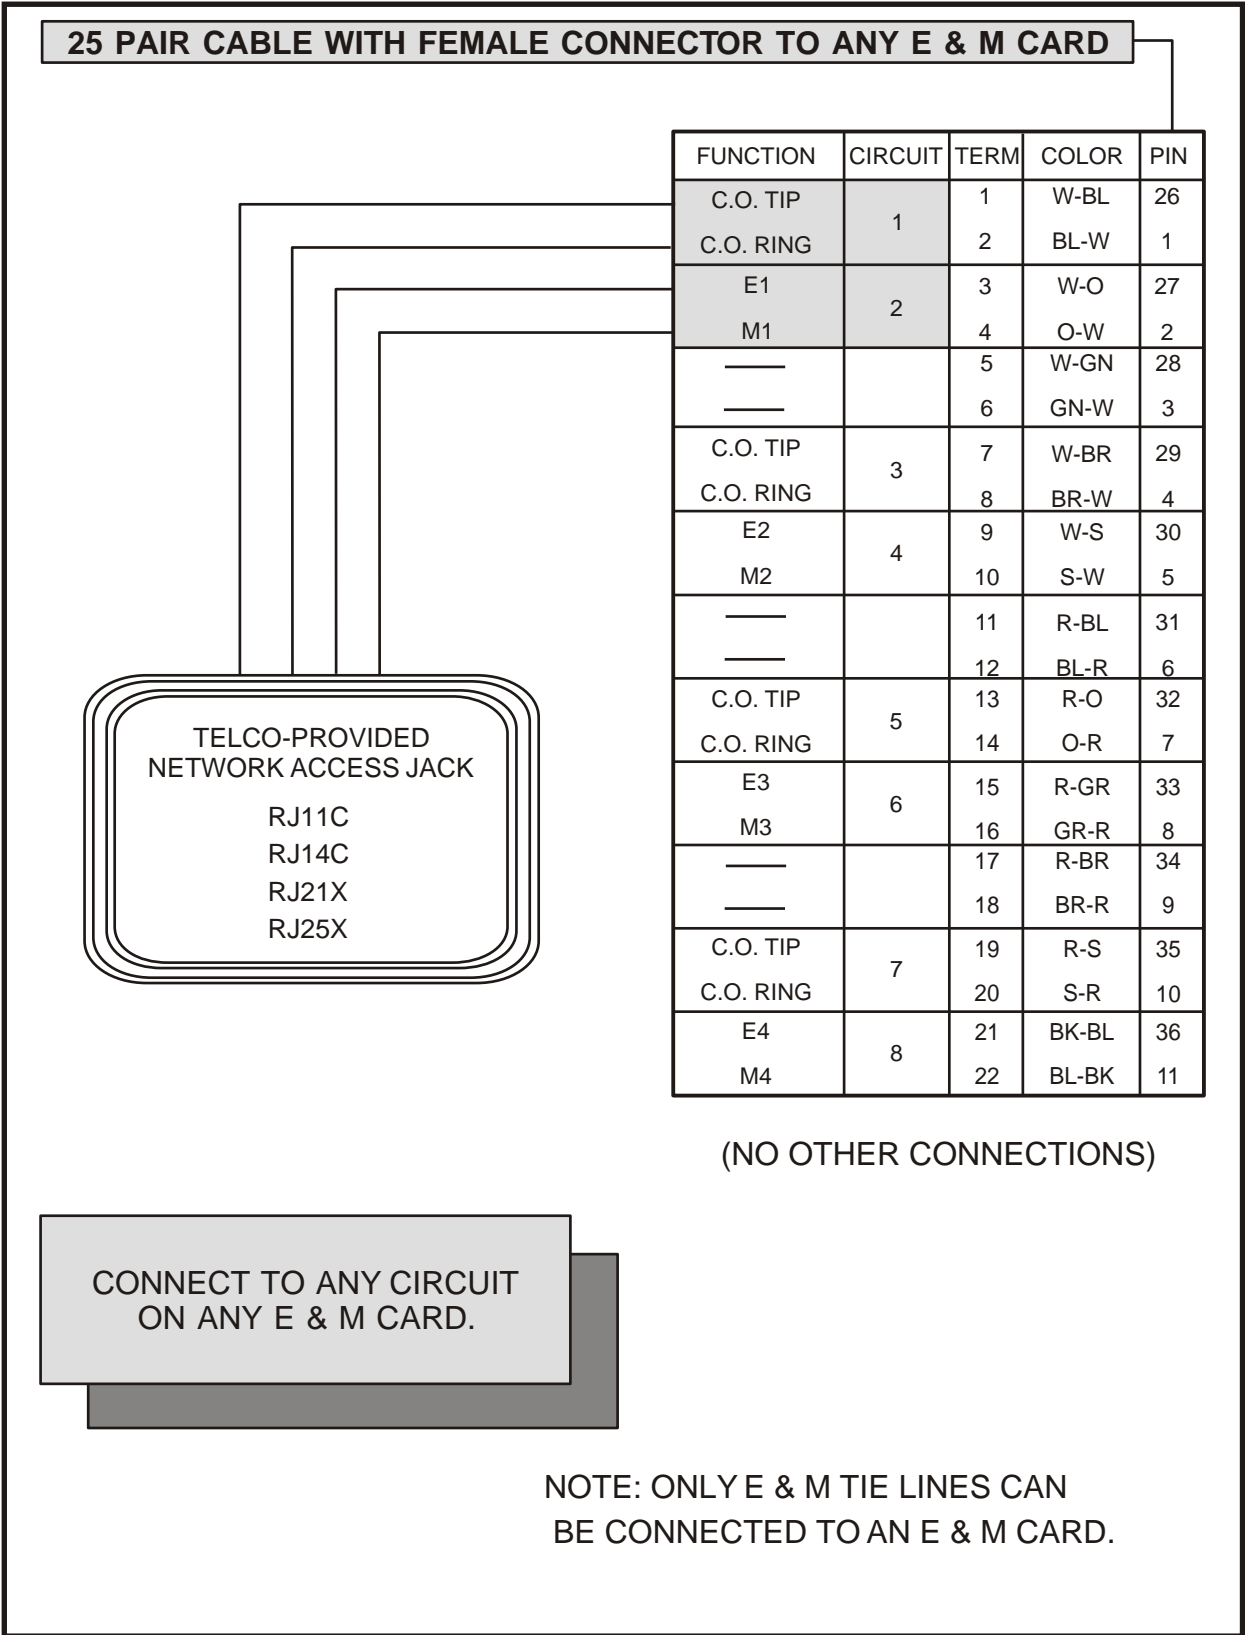 25 PAIR CABLE WITH FEMALE CONNECTOR TO ANY E & M CARD
FUNCTION CIRCUIT TERM COLOR PIN
C.O. TIP 1 W-BL 26
1
C.O. RING 2 BL-W 1
E1 3 W-O 27
2
M1 4 O-W 2
5 W-GN 28
6 GN-W 3
C.O. TIP 7 W-BR 29
3
C.O. RING 8 BR-W 4
E2 9 W-S 30
4
M2 10 S-W 5
11 R-BL 31
12 BL-R 6
C.O. TIP 13 R-O 32
5
C.O. RING 14 O-R 7
E3 15 R-GR 33
6
M3 16 GR-R 8
17 R-BR 34
18 BR-R 9
C.O. TIP 19 R-S 35
7
C.O. RING 20 S-R 10
E4 21 BK-BL 36
8
M4 22 BL-BK 11
(NO OTHER CONNECTIONS)
TELCO-PROVIDED
NETWORK ACCESS JACK
RJ11C
RJ14C
RJ21X
RJ25X
CONNECT TO ANY CIRCUIT
ON ANY E & M CARD.
NOTE: ONLY E & M TIE LINES CAN
BE CONNECTED TO AN E & M CARD.